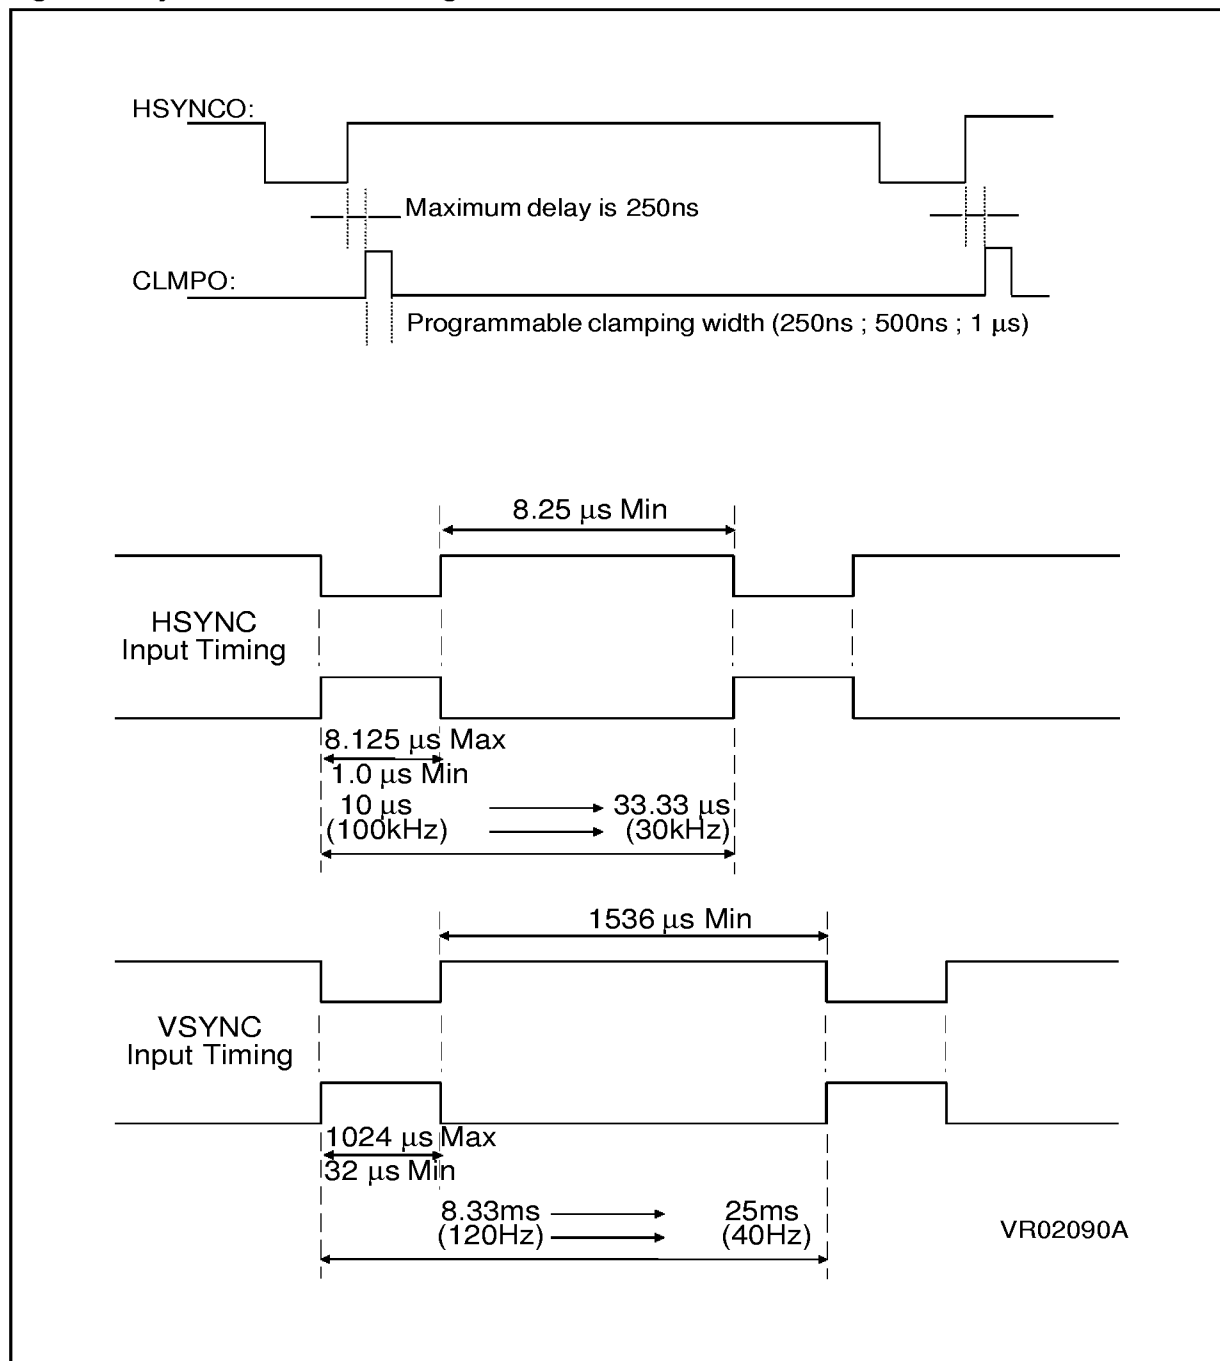 HSYNCO:
Maximum delay is 250ns
CLMPO:
Programmable clamping width (250ns ; 500ns ; 1 μs)
8.25 μs Min
HSYNC
Input Timing
8.125 μs Max
1.0 μs Min
10 μs 33.33 μs
(100kHz) (30kHz)
1536 μs Min
VSYNC
Input Timing
1024 μs Max
32 μs Min
8.33ms 25ms
(120Hz) (40Hz)
VR02090A